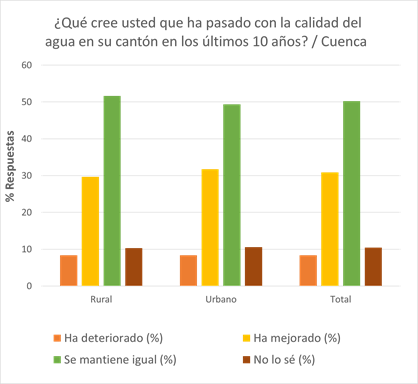 ¿Qué cree usted que ha pasado con la calidad del
agua en su cantón en los últimos 10 años? / Cuenca
% Respuestas
60
50
40
30
20
10
0
Rural
Urbano
Total
Ha deteriorado (%)
Ha mejorado (%)
Se mantiene igual (%)
No lo sé (%)